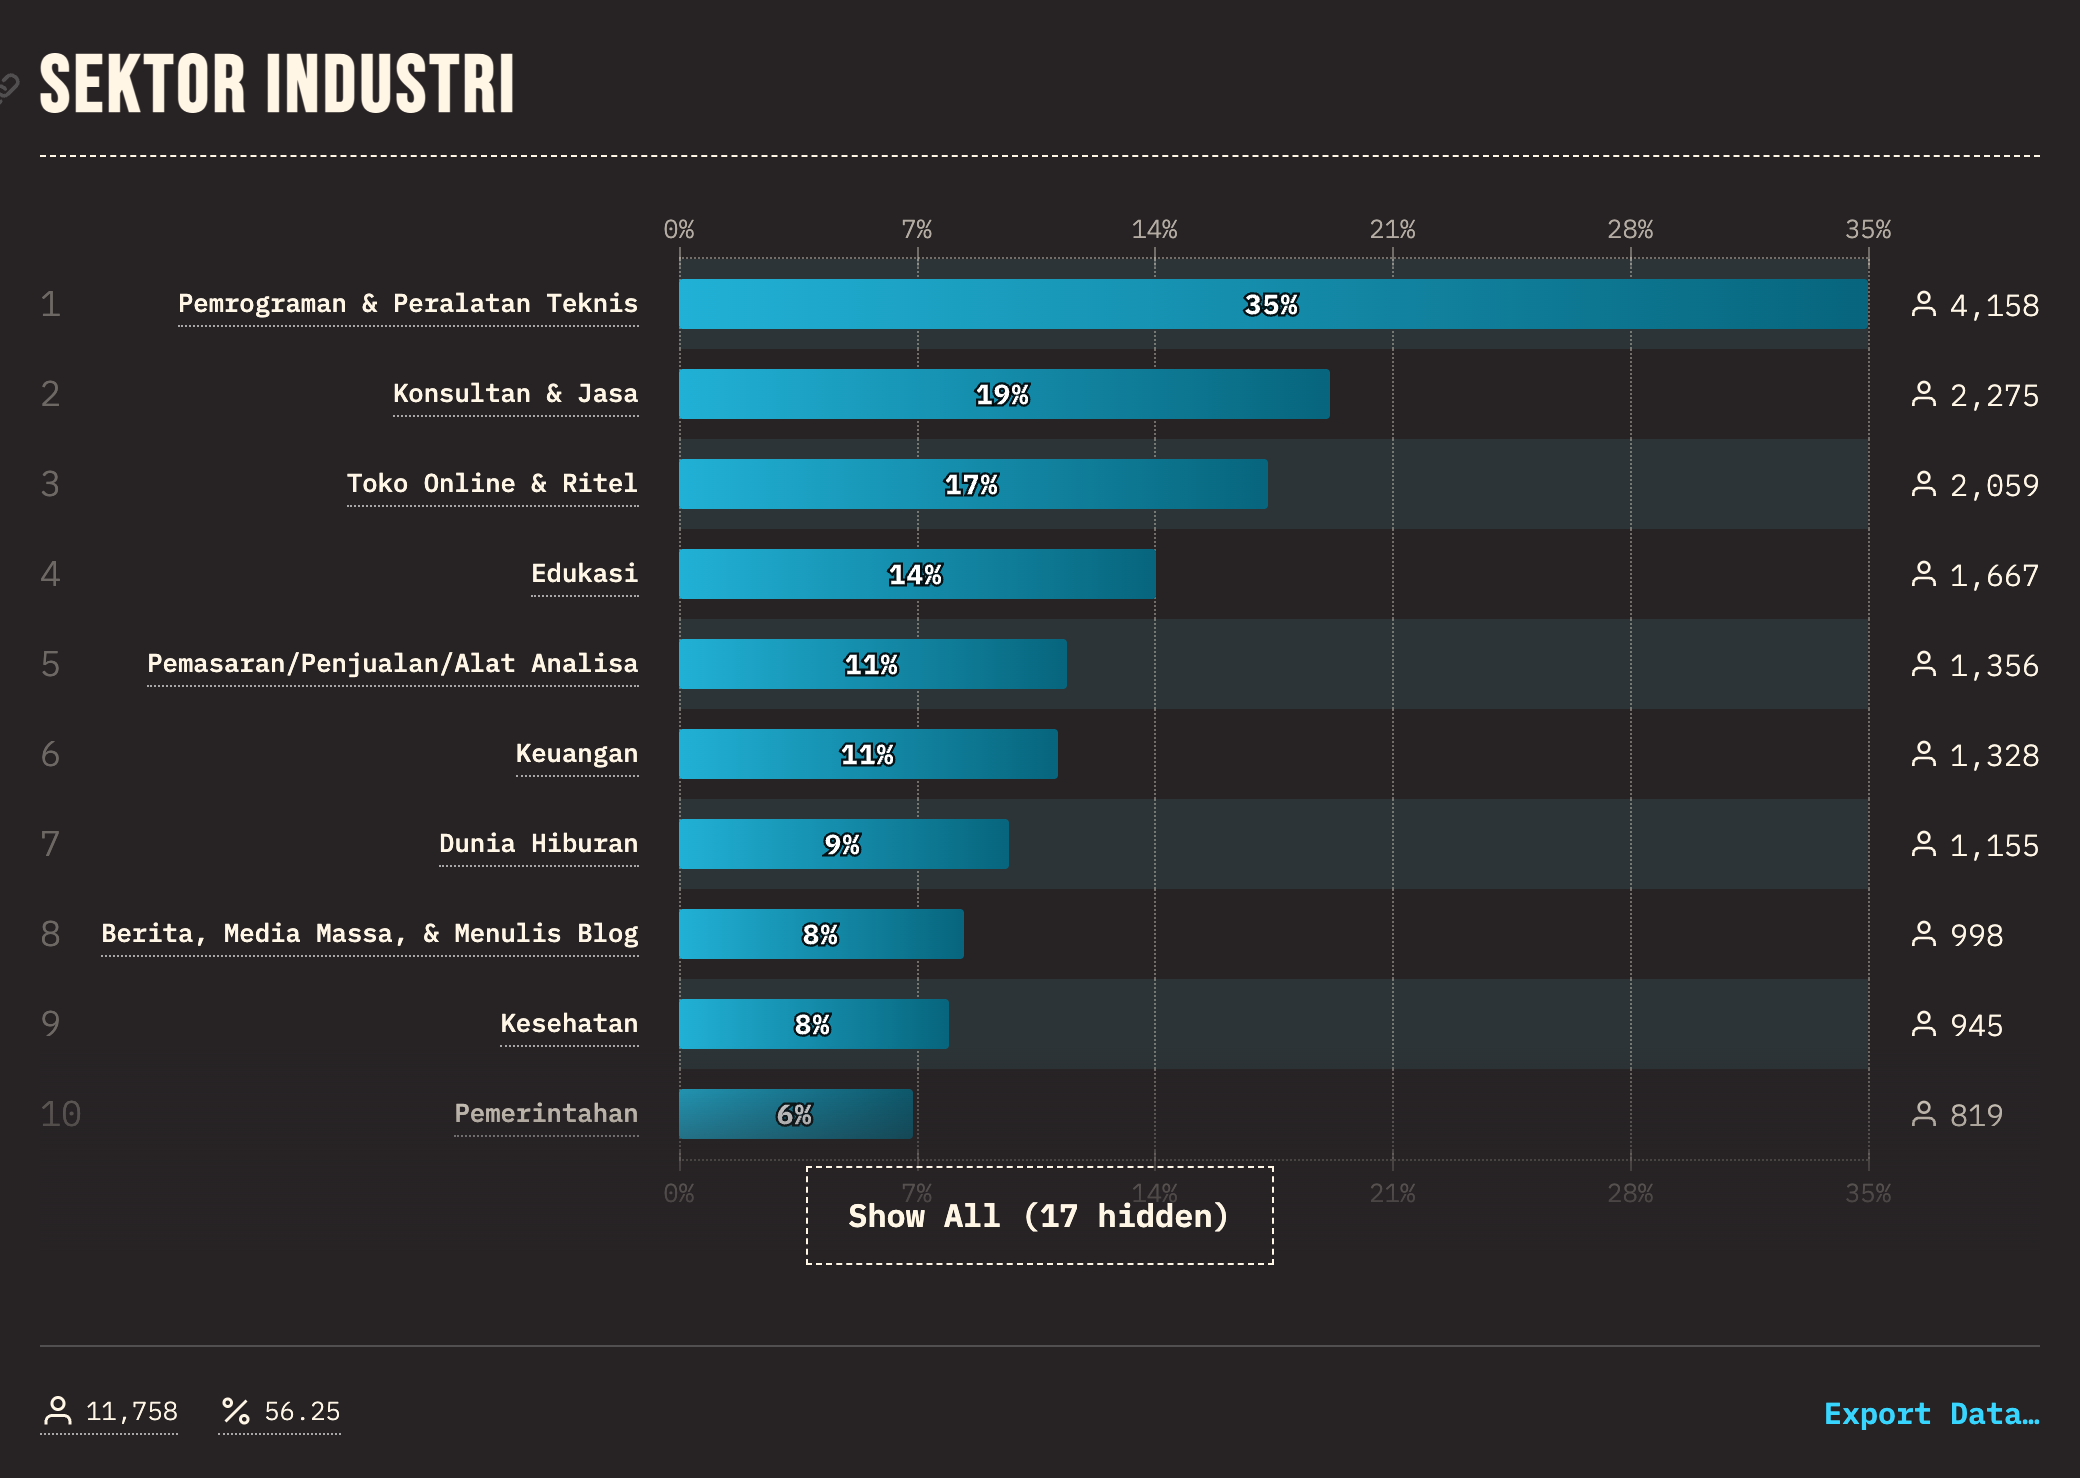 SEKTOR INDUSTRI
0% 7% 14% 21% 28% 35%
1 Pemrograman & Peralatan Teknis 35% 4,158
2 Konsultan & Jasa 19% 2,275
3 Toko Online & Ritel 17% 2,059
4 Edukasi 14% 1,667
5 Pemasaran/Penjualan/Alat Analisa 11% 1,356
6 Keuangan 11% 1,328
7 Dunia Hiburan 9% 1,155
8 Berita, Media Massa, & Menulis Blog 8% 998
9 Kesehatan 8% 945
10 Pemerintahan 6% 819
0% 7% 14% 21% 28% 35%
Show All (17 hidden)
11,758 % 56.25 Export Data…